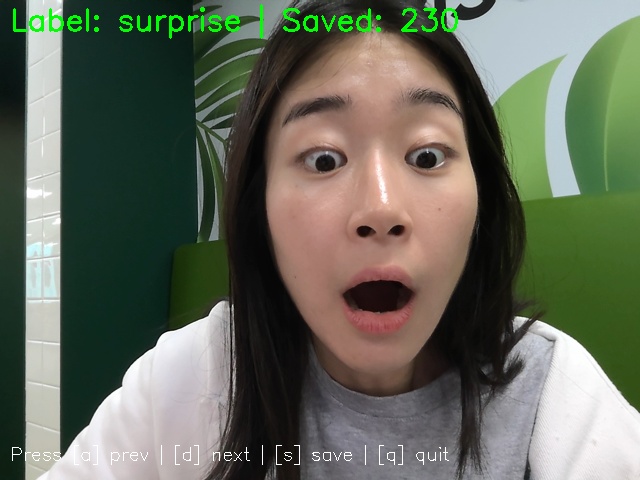 Label: surprise | Saved: 230
Press [a] prev | [d] next | [s] save | [q] quit